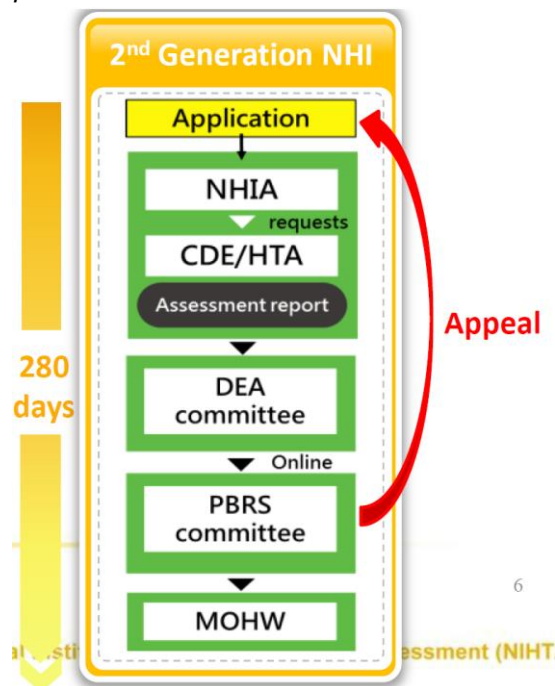 2nd Generation NHI
Application
NHIA
requests
CDE/HTA
Assessment report
Appeal
280
days
DEA
committee
Online
PBRS
committee
6
MOHW
(NIHT